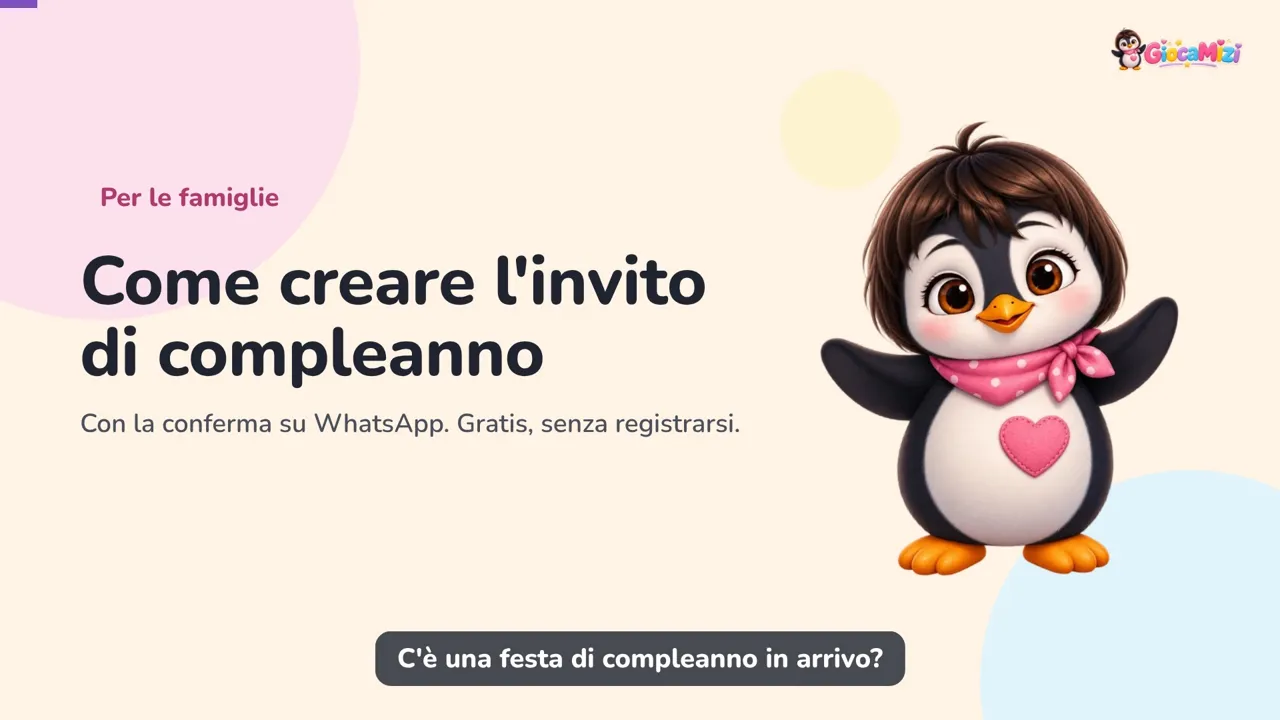 GiocaMizi
Per le famiglie
Come creare l'invito
di compleanno
Con la conferma su WhatsApp. Gratis, senza registrarsi.
C'è una festa di compleanno in arrivo?